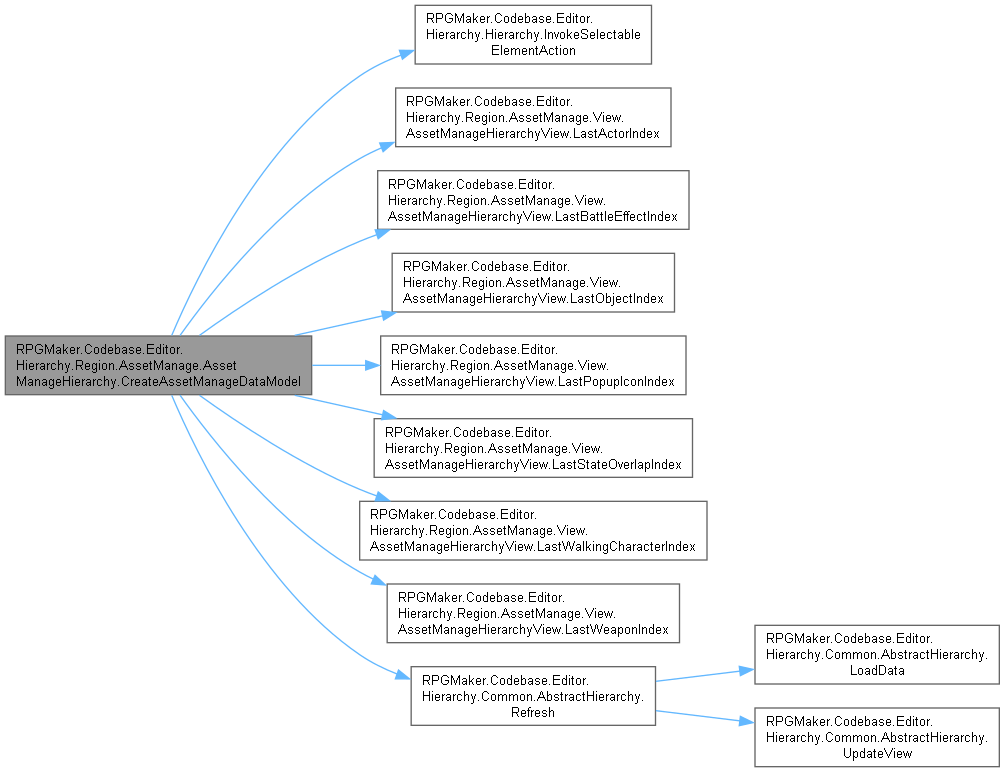 RPGMaker.Codebase.Editor.
Hierarchy.Hierarchy.InvokeSelectable
ElementAction
RPGMaker.Codebase.Editor.
Hierarchy.Region.AssetManage.View.
AssetManageHierarchyView.LastActorIndex
RPGMaker.Codebase.Editor.
Hierarchy.Region.AssetManage.View.
AssetManageHierarchyView.LastBattleEffectIndex
RPGMaker.Codebase.Editor.
Hierarchy.Region.AssetManage.View.
AssetManageHierarchyView.LastObjectIndex
RPGMaker.Codebase.Editor.
Hierarchy.Region.AssetManage.Asset
ManageHierarchy.CreateAssetManageDataModel
RPGMaker.Codebase.Editor.
Hierarchy.Region.AssetManage.View.
AssetManageHierarchyView.LastPopupIconIndex
RPGMaker.Codebase.Editor.
Hierarchy.Region.AssetManage.View.
AssetManageHierarchyView.LastStateOverlapIndex
RPGMaker.Codebase.Editor.
Hierarchy.Region.AssetManage.View.
AssetManageHierarchyView.LastWalkingCharacterIndex
RPGMaker.Codebase.Editor.
Hierarchy.Region.AssetManage.View.
AssetManageHierarchyView.LastWeaponIndex
RPGMaker.Codebase.Editor.
Hierarchy.Common.AbstractHierarchy.
Refresh
RPGMaker.Codebase.Editor.
Hierarchy.Common.AbstractHierarchy.
LoadData
RPGMaker.Codebase.Editor.
Hierarchy.Common.AbstractHierarchy.
UpdateView